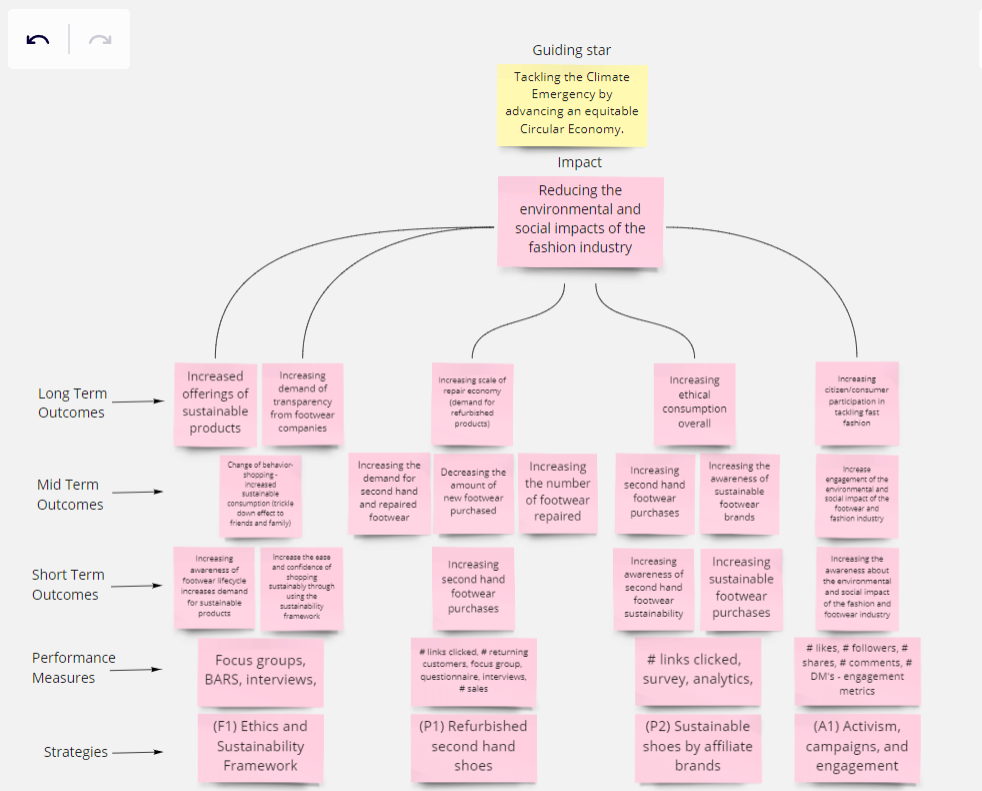 Guiding star
Tackling the Climate
Emergency by
advancing an equitable
Circular Economy.
Impact
Reducing the
environmental and
social impacts of the
fashion industry
Long Term
Outcomes
Increased
offerings of
sustainable
products
Increasing
demand of
transparency
from footwear
companies
Increasing scale of
repair economy
(demand for
refurbished
products)
Increasing
ethical
consumption
overall
Increasing
citizen/consumer
participation in
tackling fast
fashion
Mid Term
Outcomes
Change of behavior-
shopping -
increased
sustainable
consumption (trickle
down effect to
friends and family)
Increasing the
demand for
second hand
and repaired
footwear
Decreasing the
amount of
new footwear
purchased
Increasing
the number
of footwear
repaired
Increasing
second hand
footwear
purchases
Increasing the
awareness of
sustainable
footwear
brands
Increase
engagement of the
environmental and
social impact of the
footwear and
fashion industry
Short Term
Outcomes
Increasing
awareness of
footwear lifecycle
increases demand
for sustainable
products
Increase the ease
and confidence of
shopping
sustainably through
using the
sustainability
framework
Increasing
second hand
footwear
purchases
Increasing
awareness of
second hand
footwear
sustainability
Increasing
sustainable
footwear
purchases
Increasing the
awareness about
the environmental
and social impact
of the fashion and
footwear industry
Performance
Measures
Focus groups,
BARS, interviews,
# links clicked, # returning
customers, focus group,
questionnaire, interviews,
# sales
# links clicked,
survey, analytics,
# likes, # followers, #
shares, # comments, #
DM's - engagement
metrics
Strategies
(F1) Ethics and
Sustainability
Framework
(P1) Refurbished
second hand
shoes
(P2) Sustainable
shoes by affiliate
brands
(A1) Activism,
campaigns, and
engagement